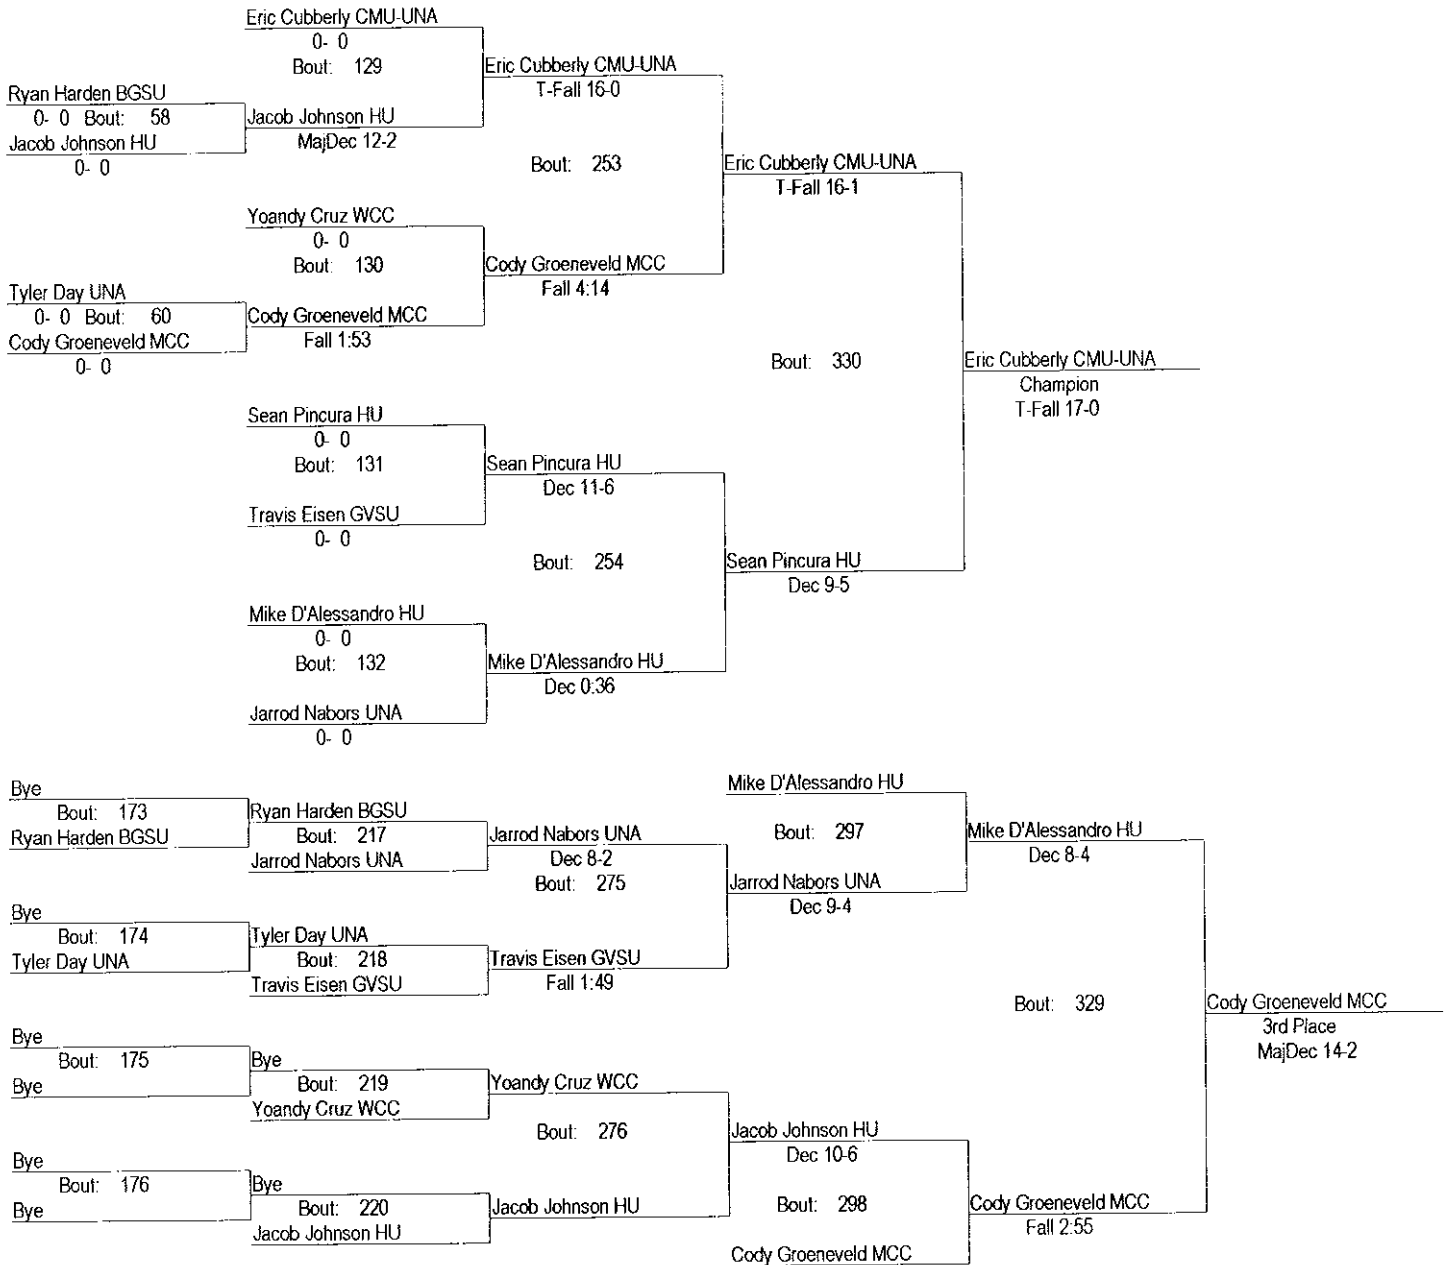 Eric Cubberly CMU-UNA
0- 0
Bout: 129
Eric Cubberly CMU-UNA
T-Fall 16-0
Ryan Harden BGSU
0- 0 Bout: 58
Jacob Johnson HU
MajDec 12-2
Jacob Johnson HU
0- 0
Bout: 253
Eric Cubberly CMU-UNA
T-Fall 16-1
Yoandy Cruz WCC
0- 0
Bout: 130
Cody Groeneveld MCC
Fall 4:14
Tyler Day UNA
0- 0 Bout: 60
Cody Groeneveld MCC
Fall 1:53
Cody Groeneveld MCC
0- 0
Bout: 330
Eric Cubberly CMU-UNA
Champion
T-Fall 17-0
Sean Pincura HU
0- 0
Bout: 131
Sean Pincura HU
Dec 11-6
Travis Eisen GVSU
0- 0
Bout: 254
Sean Pincura HU
Dec 9-5
Mike D'Alessandro HU
0- 0
Bout: 132
Mike D'Alessandro HU
Dec 0:36
Jarrod Nabors UNA
0- 0
Bye
Bout: 173
Ryan Harden BGSU
Ryan Harden BGSU
Bout: 217
Jarrod Nabors UNA
Jarrod Nabors UNA
Dec 8-2
Bout: 275
Mike D'Alessandro HU
Bout: 297
Mike D'Alessandro HU
Dec 8-4
Jarrod Nabors UNA
Dec 9-4
Bye
Bout: 174
Tyler Day UNA
Tyler Day UNA
Bout: 218
Travis Eisen GVSU
Travis Eisen GVSU
Fall 1:49
Bout: 329
Cody Groeneveld MCC
3rd Place
MajDec 14-2
Bye
Bout: 175
Bye
Bye
Bout: 219
Yoandy Cruz WCC
Yoandy Cruz WCC
Bout: 276
Jacob Johnson HU
Dec 10-6
Bye
Bout: 176
Bye
Bye
Bout: 220
Jacob Johnson HU
Jacob Johnson HU
Bout: 298
Cody Groeneveld MCC
Fall 2:55
Cody Groeneveld MCC